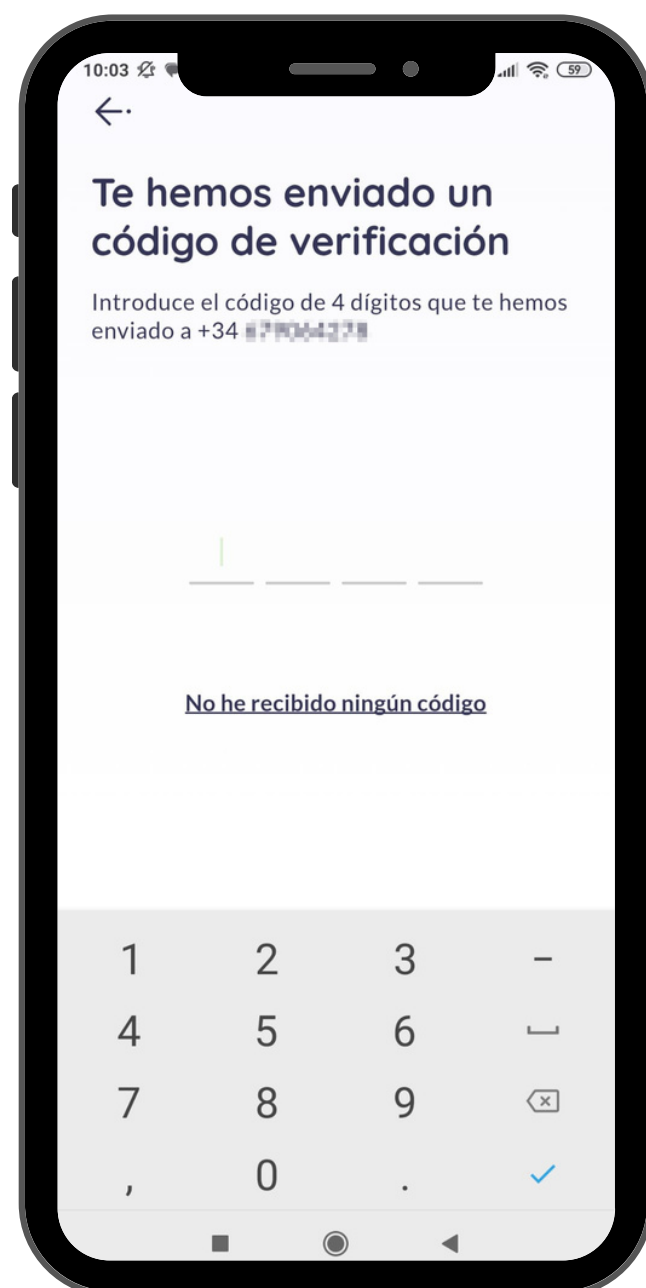 10:03
59
Te hemos enviado un
código de verificación
Introduce el código de 4 dígitos que te hemos
enviado a +34
No he recibido ningún código
1 2 3 -
4 5 6
7 8 9
, 0 .